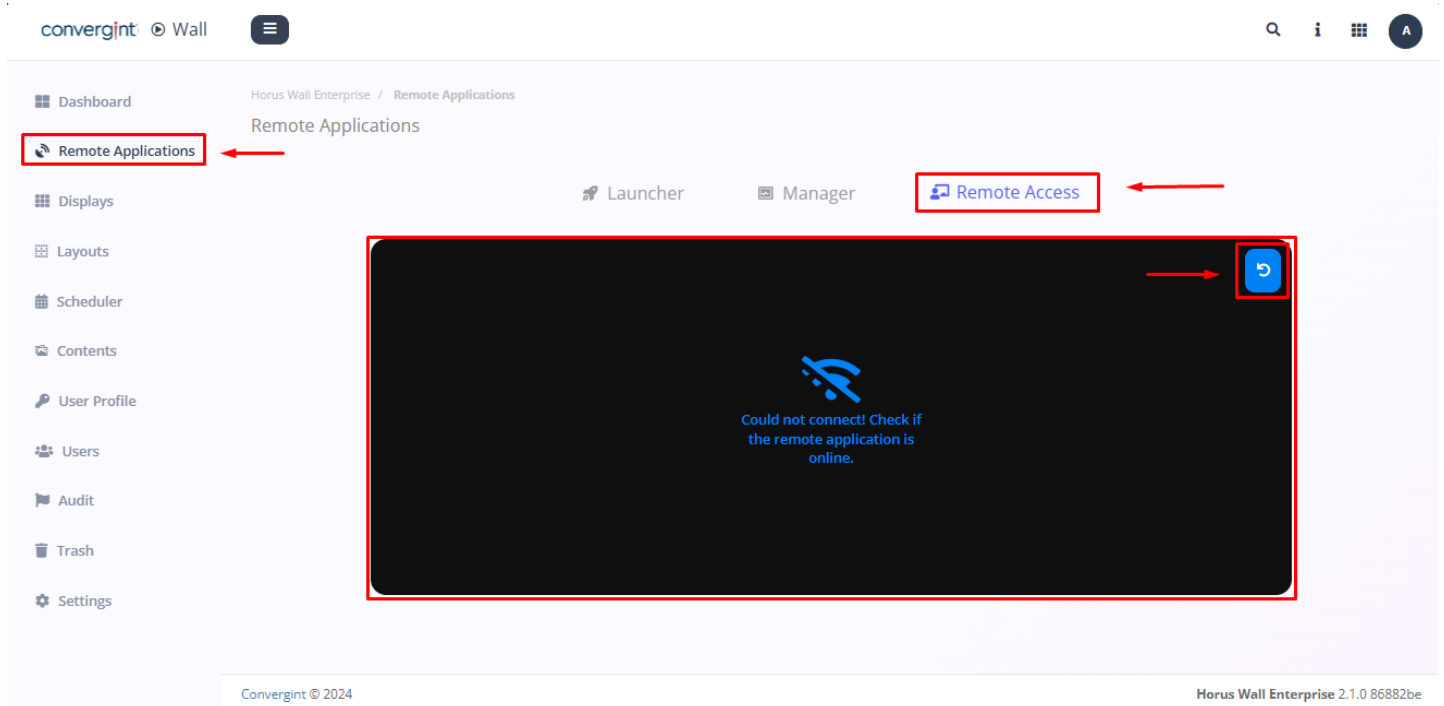 convergint Wall
A
Dashboard
Remote Applications
Displays
Layouts
Scheduler
Contents
User Profile
Users
Audit
Trash
Settings
Horus Wall Enterprise / Remote Applications
Remote Applications
Launcher
Manager
Remote Access
Could not connect! Check if
the remote application is
online.
Convergint © 2024
Horus Wall Enterprise 2.1.0 86882be